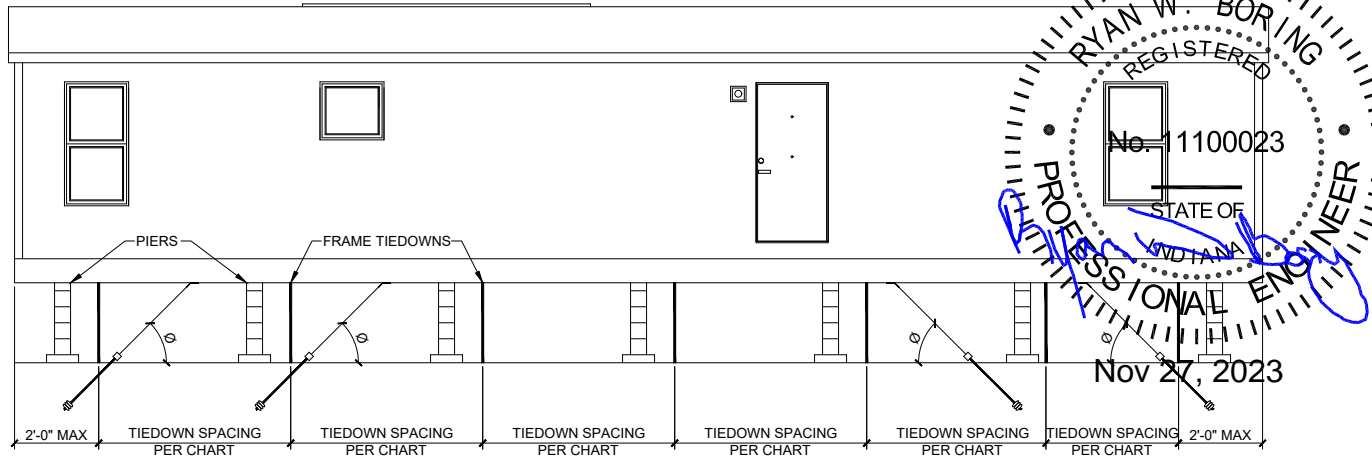 RYAN W. BORING
REGISTERED
No. 11100023
STATE OF
INDIANA
PROFESSIONAL ENGINEER
Nov 27, 2023
PIERS
FRAME TIEDOWNS
Ø
Ø
Ø
Ø
2'-0" MAX
TIEDOWN SPACING
PER CHART
TIEDOWN SPACING
PER CHART
TIEDOWN SPACING
PER CHART
TIEDOWN SPACING
PER CHART
TIEDOWN SPACING
PER CHART
TIEDOWN SPACING
PER CHART
2'-0" MAX